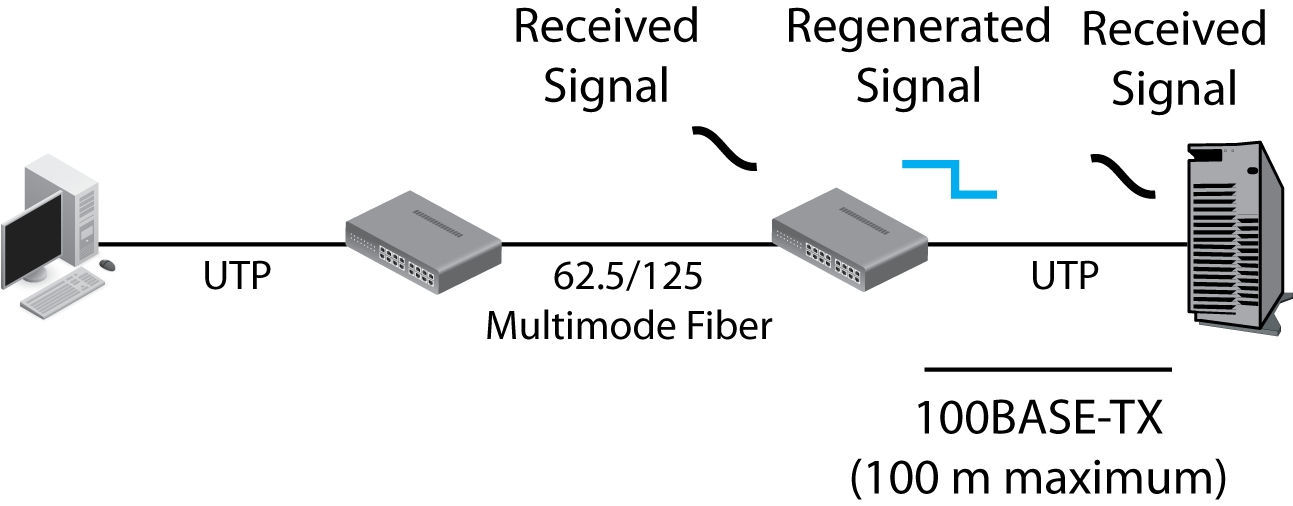 Received
Signal
Regenerated
Signal
Received
Signal
UTP
62.5/125
Multimode Fiber
UTP
100BASE-TX
(100 m maximum)